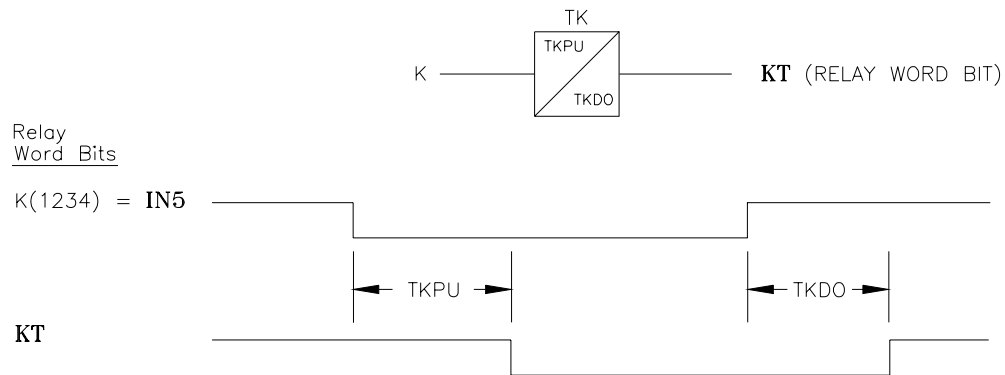 TK
TKPU
K
KT (RELAY WORD BIT)
TKDO
Relay
Word Bits
K(1234) = IN5
TKPU
TKDO
KT